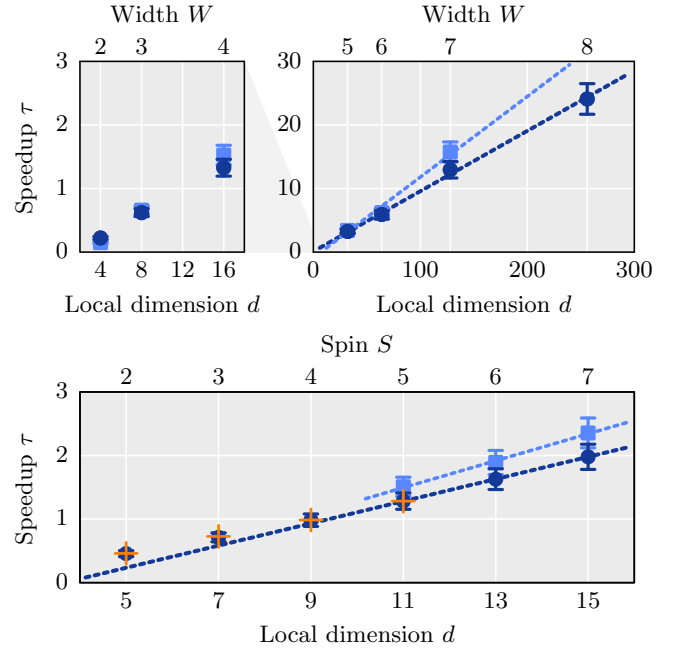 Width W Width W
2 3 4 5 6 7 8
3 30
2 20
1 10
0 0
Speedup τ
4 8 12 16 0 100 200 300
Local dimension d Local dimension d
Spin S
2 3 4 5 6 7
3
2
1
0
Speedup τ
5 7 9 11 13 15
Local dimension d